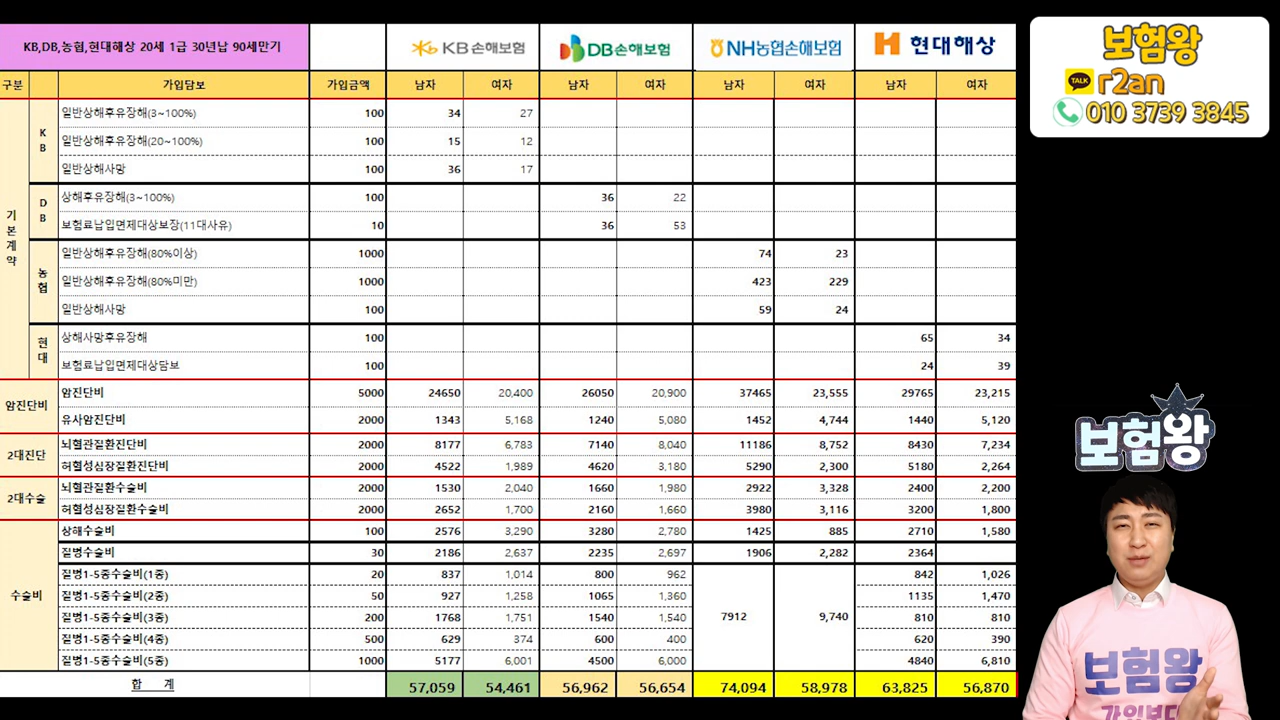 KB,DB,농협,현대해상 20세 1급 30년납 90세만기 KB손해보험 DB손해보험 NH농협손해보험 현대해상
구분 가입담보 가입금액 남자 여자 남자 여자 남자 여자 남자 여자
기본계약
KB
일반상해후유장해(3~100%) 100 34 27
일반상해후유장해(20~100%) 100 15 12
일반상해사망 100 36 17
DB
상해후유장해(3~100%) 100 36 22
보험료납입면제대상보장(11대사유) 10 36 53
농협
일반상해후유장해(80%이상) 1000 74 23
일반상해후유장해(80%미만) 1000 423 229
일반상해사망 100 59 24
현대
상해사망후유장해 100 65 34
보험료납입면제대상담보 100 24 39
암진단비
암진단비 5000 24650 20,400 26050 20,900 37465 23,555 29765 23,215
유사암진단비 2000 1343 5,168 1240 5,080 1452 4,744 1440 5,120
2대진단
뇌혈관질환진단비 2000 8177 6,783 7140 8,040 11186 8,752 8430 7,234
허혈성심장질환진단비 2000 4522 1,989 4620 3,180 5290 2,300 5180 2,264
2대수술
뇌혈관질환수술비 2000 1530 2,040 1660 1,980 2922 3,328 2400 2,200
허혈성심장질환수술비 2000 2652 1,700 2160 1,660 3980 3,116 3200 1,800
수술비
상해수술비 100 2576 3,290 3280 2,780 1425 885 2710 1,580
질병수술비 30 2186 2,637 2235 2,697 1906 2,282 2364
질병1-5종수술비(1종) 20 837 1,014 800 962 842 1,026
질병1-5종수술비(2종) 50 927 1,258 1065 1,360 1135 1,470
질병1-5종수술비(3종) 200 1768 1,751 1540 1,540 7912 9,740 810 810
질병1-5종수술비(4종) 500 629 374 600 400 620 390
질병1-5종수술비(5종) 1000 5177 6,001 4500 6,000 4840 6,810
합 계 57,059 54,461 56,962 56,654 74,094 58,978 63,825 56,870
보험왕
TALK r2an
010 3739 3845
보험왕
보험왕